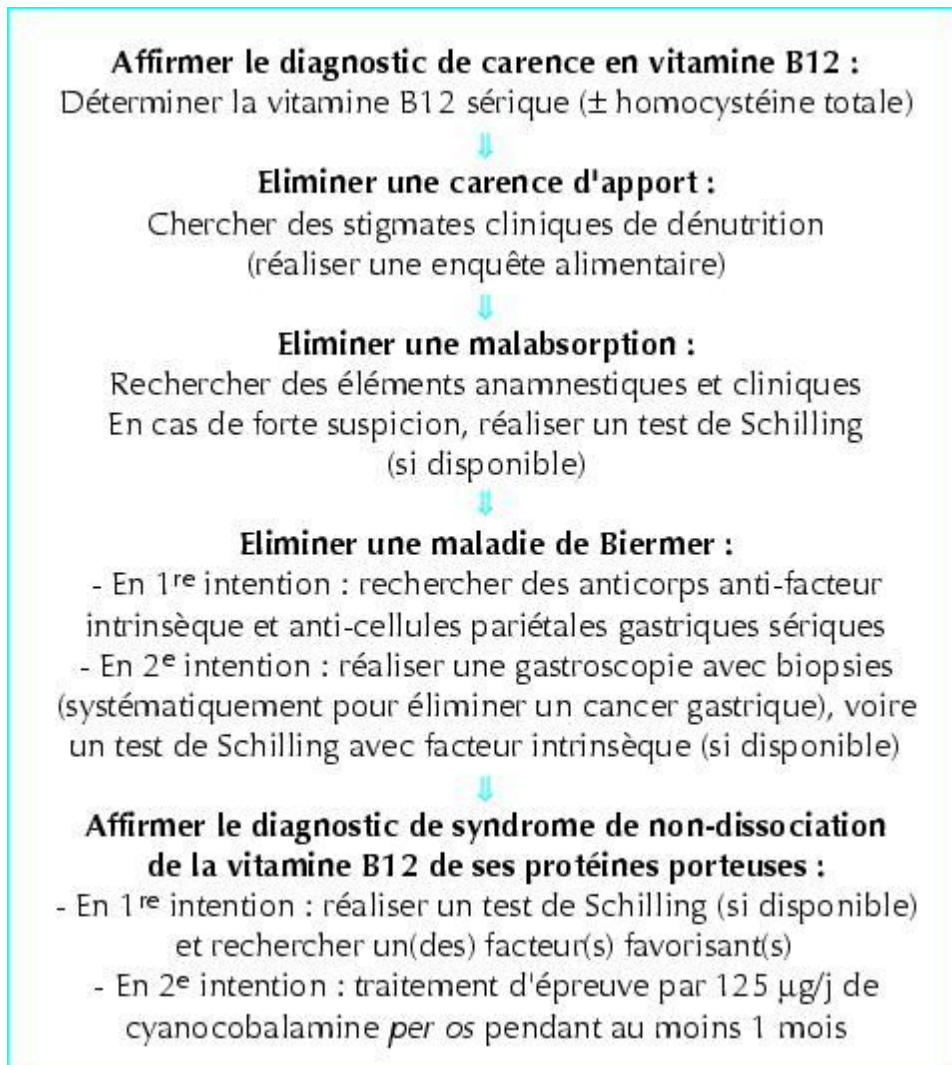 Affirmer le diagnostic de carence en vitamine B12 :
Déterminer la vitamine B12 sérique (± homocystéine totale)
⇓
Eliminer une carence d'apport :
Chercher des stigmates cliniques de dénutrition
(réaliser une enquête alimentaire)
⇓
Eliminer une malabsorption :
Rechercher des éléments anamnestiques et cliniques
En cas de forte suspicion, réaliser un test de Schilling
(si disponible)
⇓
Eliminer une maladie de Biermer :
- En 1re intention : rechercher des anticorps anti-facteur
intrinsèque et anti-cellules pariétales gastriques sériques
- En 2e intention : réaliser une gastroscopie avec biopsies
(systématiquement pour éliminer un cancer gastrique), voire
un test de Schilling avec facteur intrinsèque (si disponible)
⇓
Affirmer le diagnostic de syndrome de non-dissociation
de la vitamine B12 de ses protéines porteuses :
- En 1re intention : réaliser un test de Schilling (si disponible)
et rechercher un(des) facteur(s) favorisant(s)
- En 2e intention : traitement d'épreuve par 125 µg/j de
cyanocobalamine per os pendant au moins 1 mois